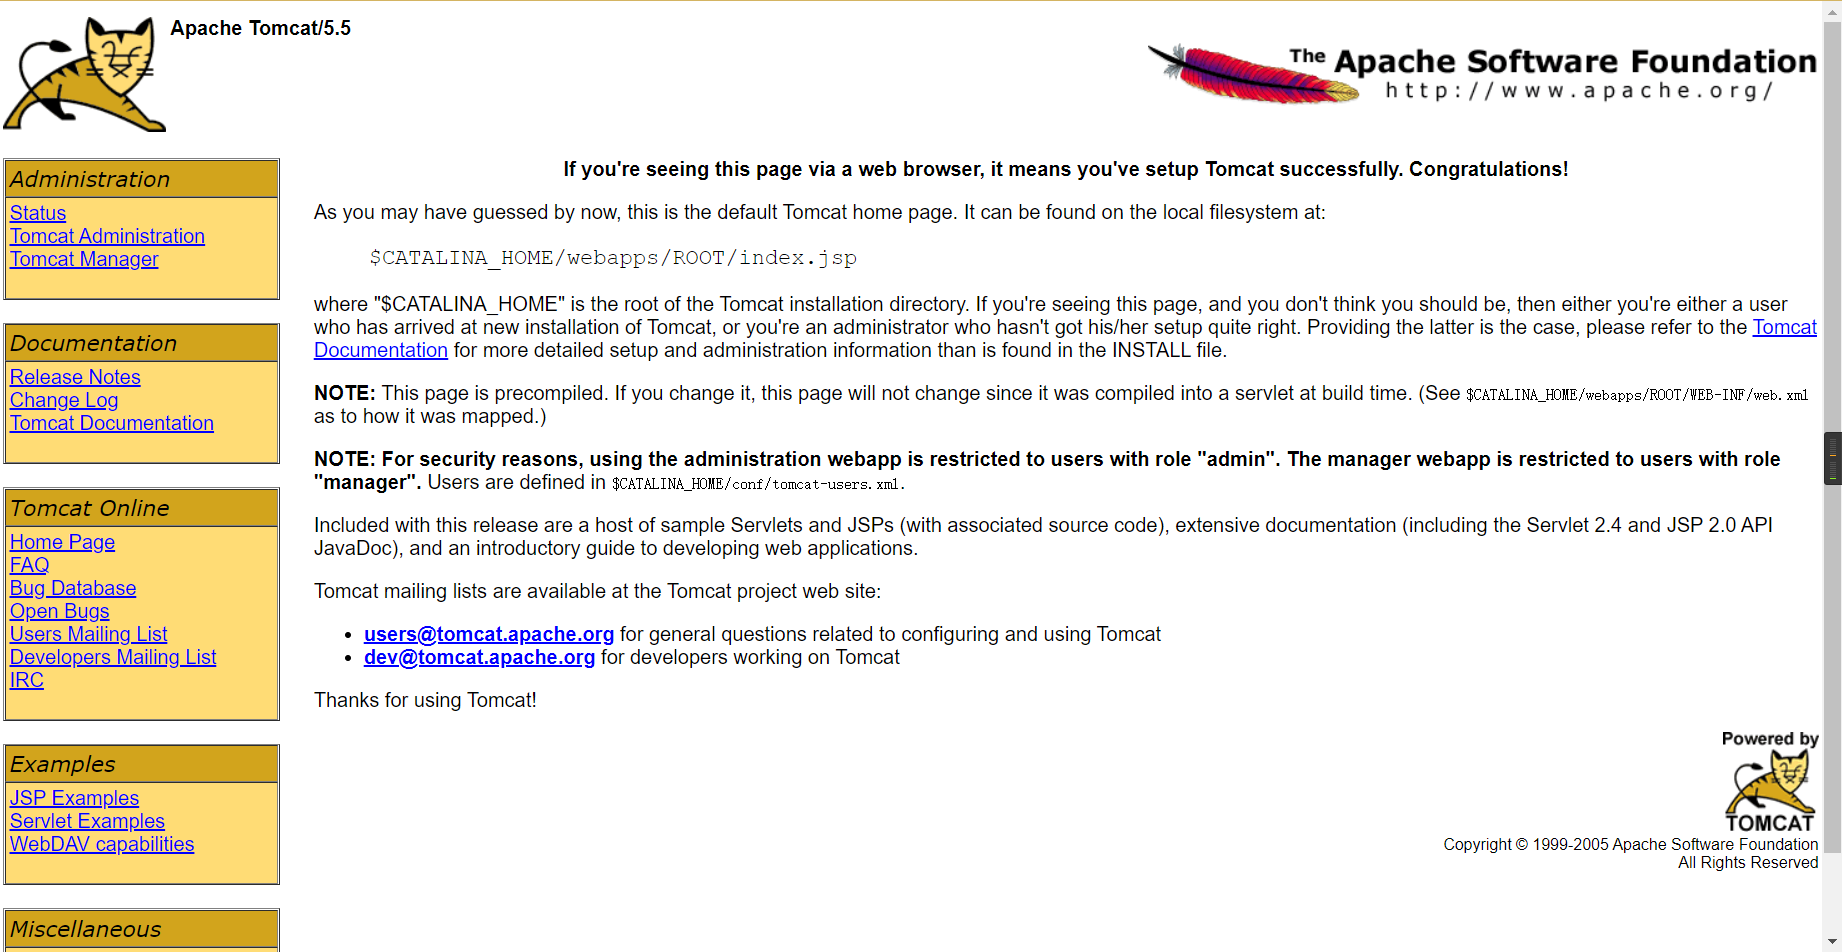 Apache Tomcat/5.5
The Apache Software Foundation
http://www.apache.org/
Administration
Status
Tomcat Administration
Tomcat Manager
Documentation
Release Notes
Change Log
Tomcat Documentation
Tomcat Online
Home Page
FAQ
Bug Database
Open Bugs
Users Mailing List
Developers Mailing List
IRC
Examples
JSP Examples
Servlet Examples
WebDAV capabilities
Miscellaneous
If you're seeing this page via a web browser, it means you've setup Tomcat successfully. Congratulations!
As you may have guessed by now, this is the default Tomcat home page. It can be found on the local filesystem at:
$CATALINA_HOME/webapps/ROOT/index.jsp
where "$CATALINA_HOME" is the root of the Tomcat installation directory. If you're seeing this page, and you don't think you should be, then either you're either a user
who has arrived at new installation of Tomcat, or you're an administrator who hasn't got his/her setup quite right. Providing the latter is the case, please refer to the Tomcat
Documentation for more detailed setup and administration information than is found in the INSTALL file.
NOTE: This page is precompiled. If you change it, this page will not change since it was compiled into a servlet at build time. (See $CATALINA_HOME/webapps/ROOT/WEB-INF/web.xml
as to how it was mapped.)
NOTE: For security reasons, using the administration webapp is restricted to users with role "admin". The manager webapp is restricted to users with role
"manager". Users are defined in $CATALINA_HOME/conf/tomcat-users.xml.
Included with this release are a host of sample Servlets and JSPs (with associated source code), extensive documentation (including the Servlet 2.4 and JSP 2.0 API
JavaDoc), and an introductory guide to developing web applications.
Tomcat mailing lists are available at the Tomcat project web site:
• users@tomcat.apache.org for general questions related to configuring and using Tomcat
• dev@tomcat.apache.org for developers working on Tomcat
Thanks for using Tomcat!
Powered by
TOMCAT
Copyright © 1999-2005 Apache Software Foundation
All Rights Reserved